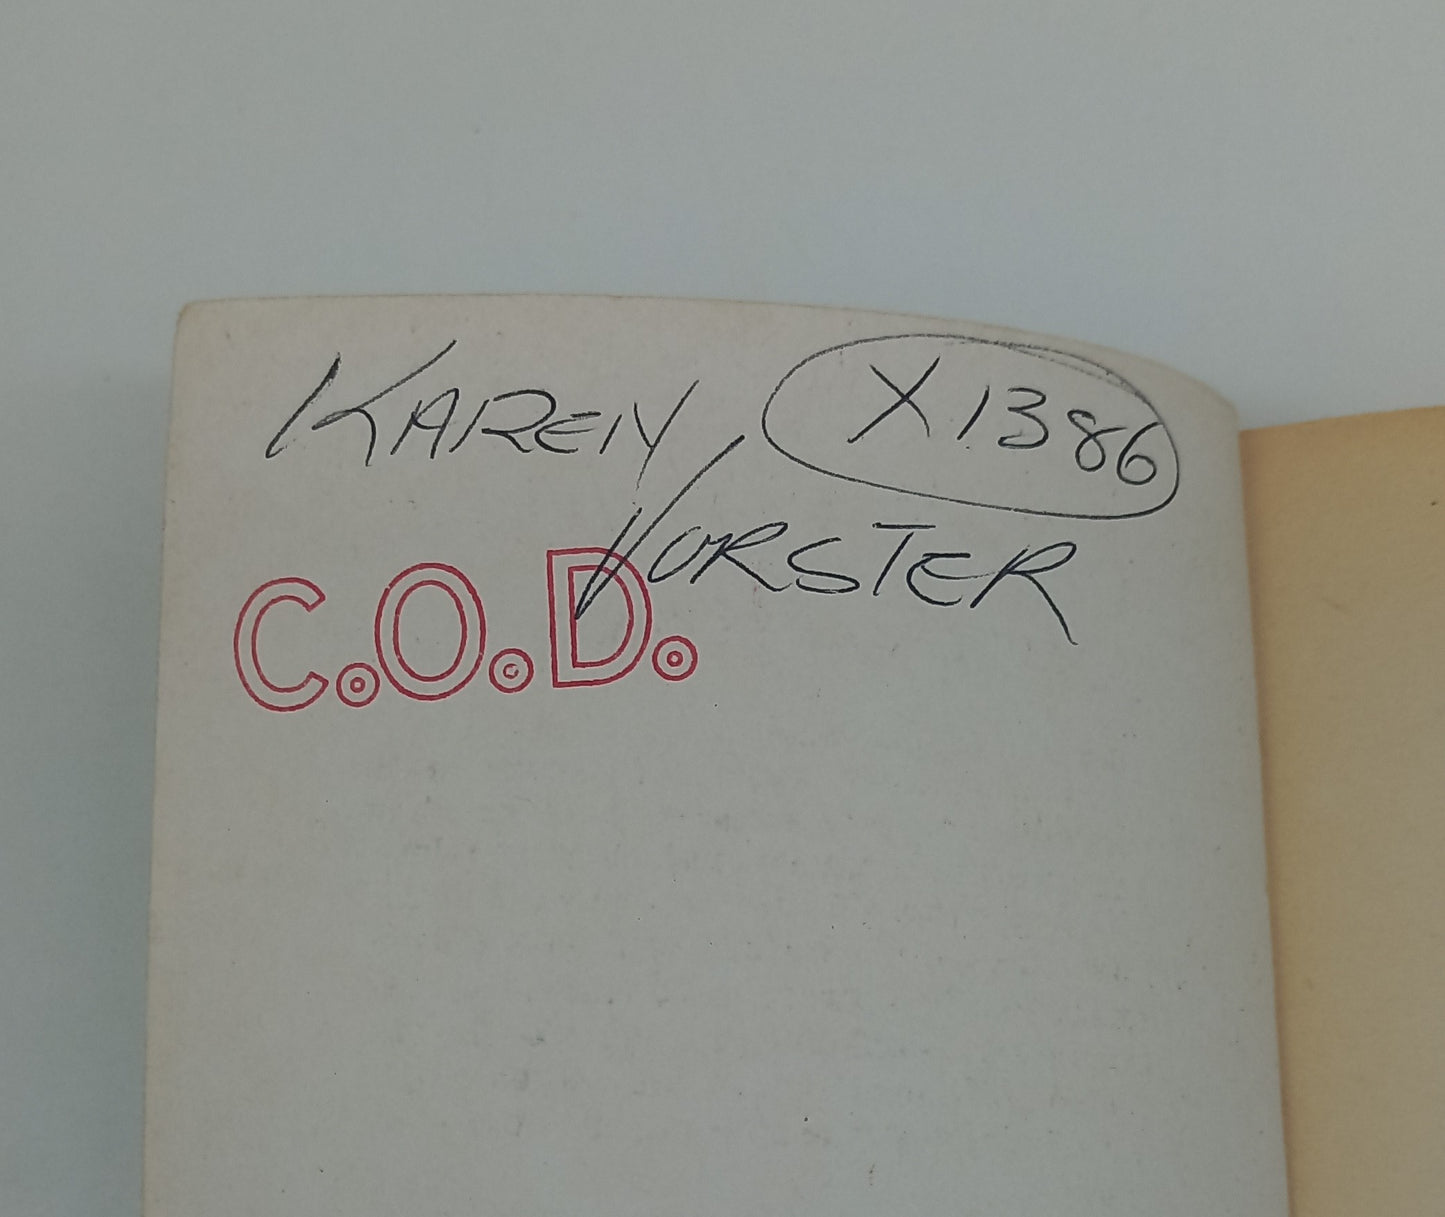 KAREN X1386
VORSTER
C.O.D.